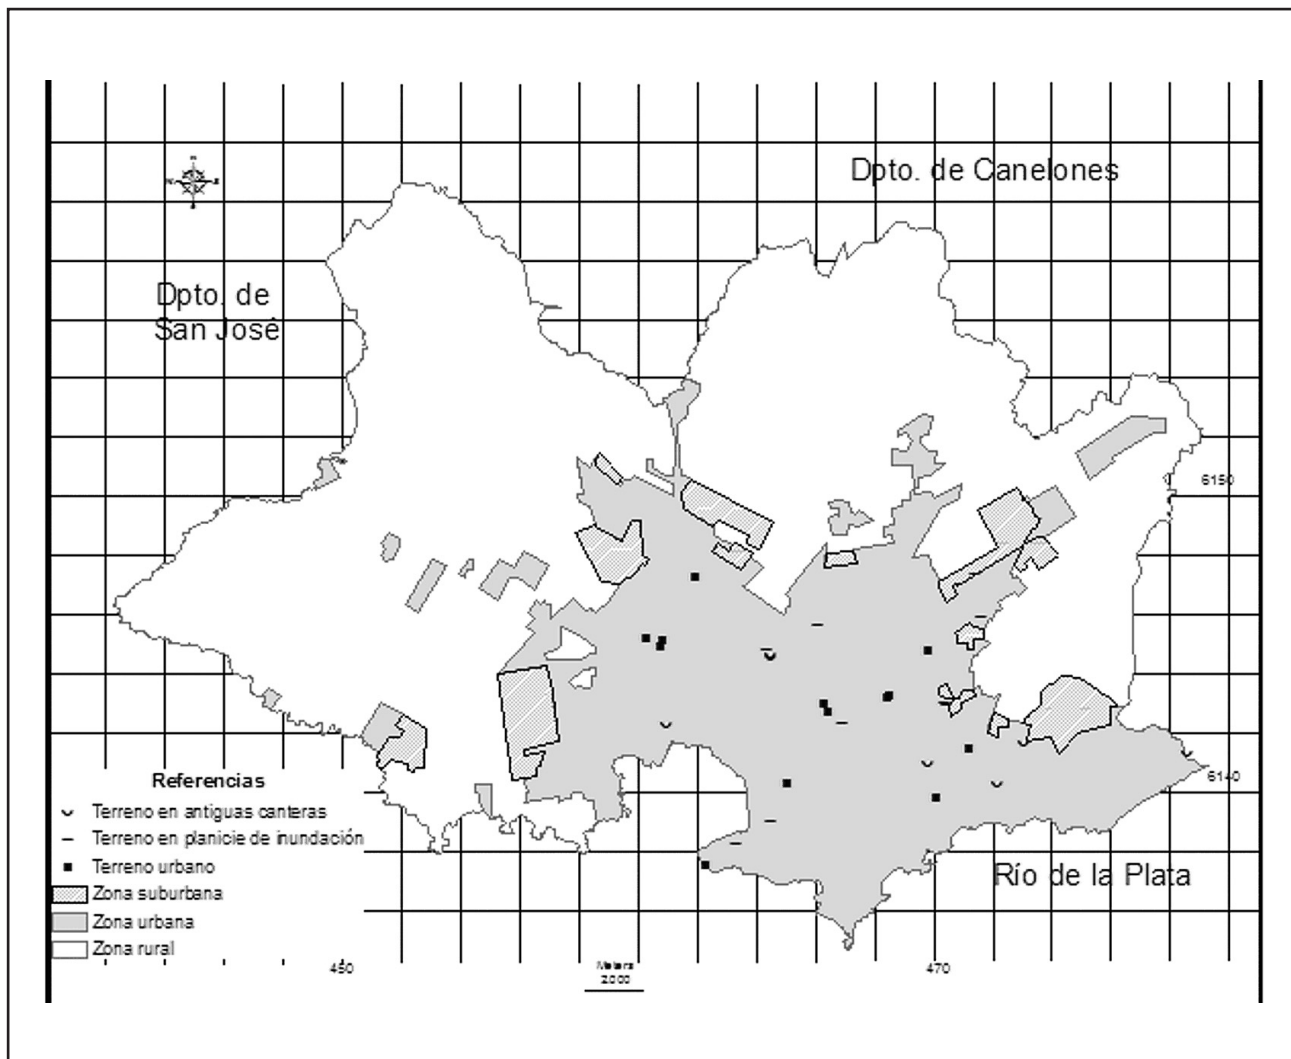 Dpto. de Canelones
Dpto. de
San José
6150
6140
Referencias
Terreno en antiguas canteras
Terreno en planicie de inundación
Terreno urbano
Zona suburbana
Zona urbana
Zona rural
Río de la Plata
450
Meters
2000
470